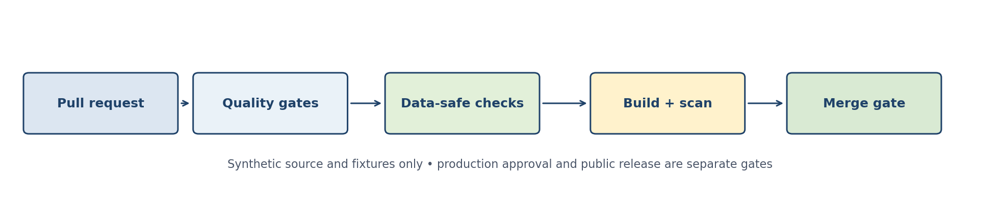 Pull request
Quality gates
Data-safe checks
Build + scan
Merge gate
Synthetic source and fixtures only • production approval and public release are separate gates